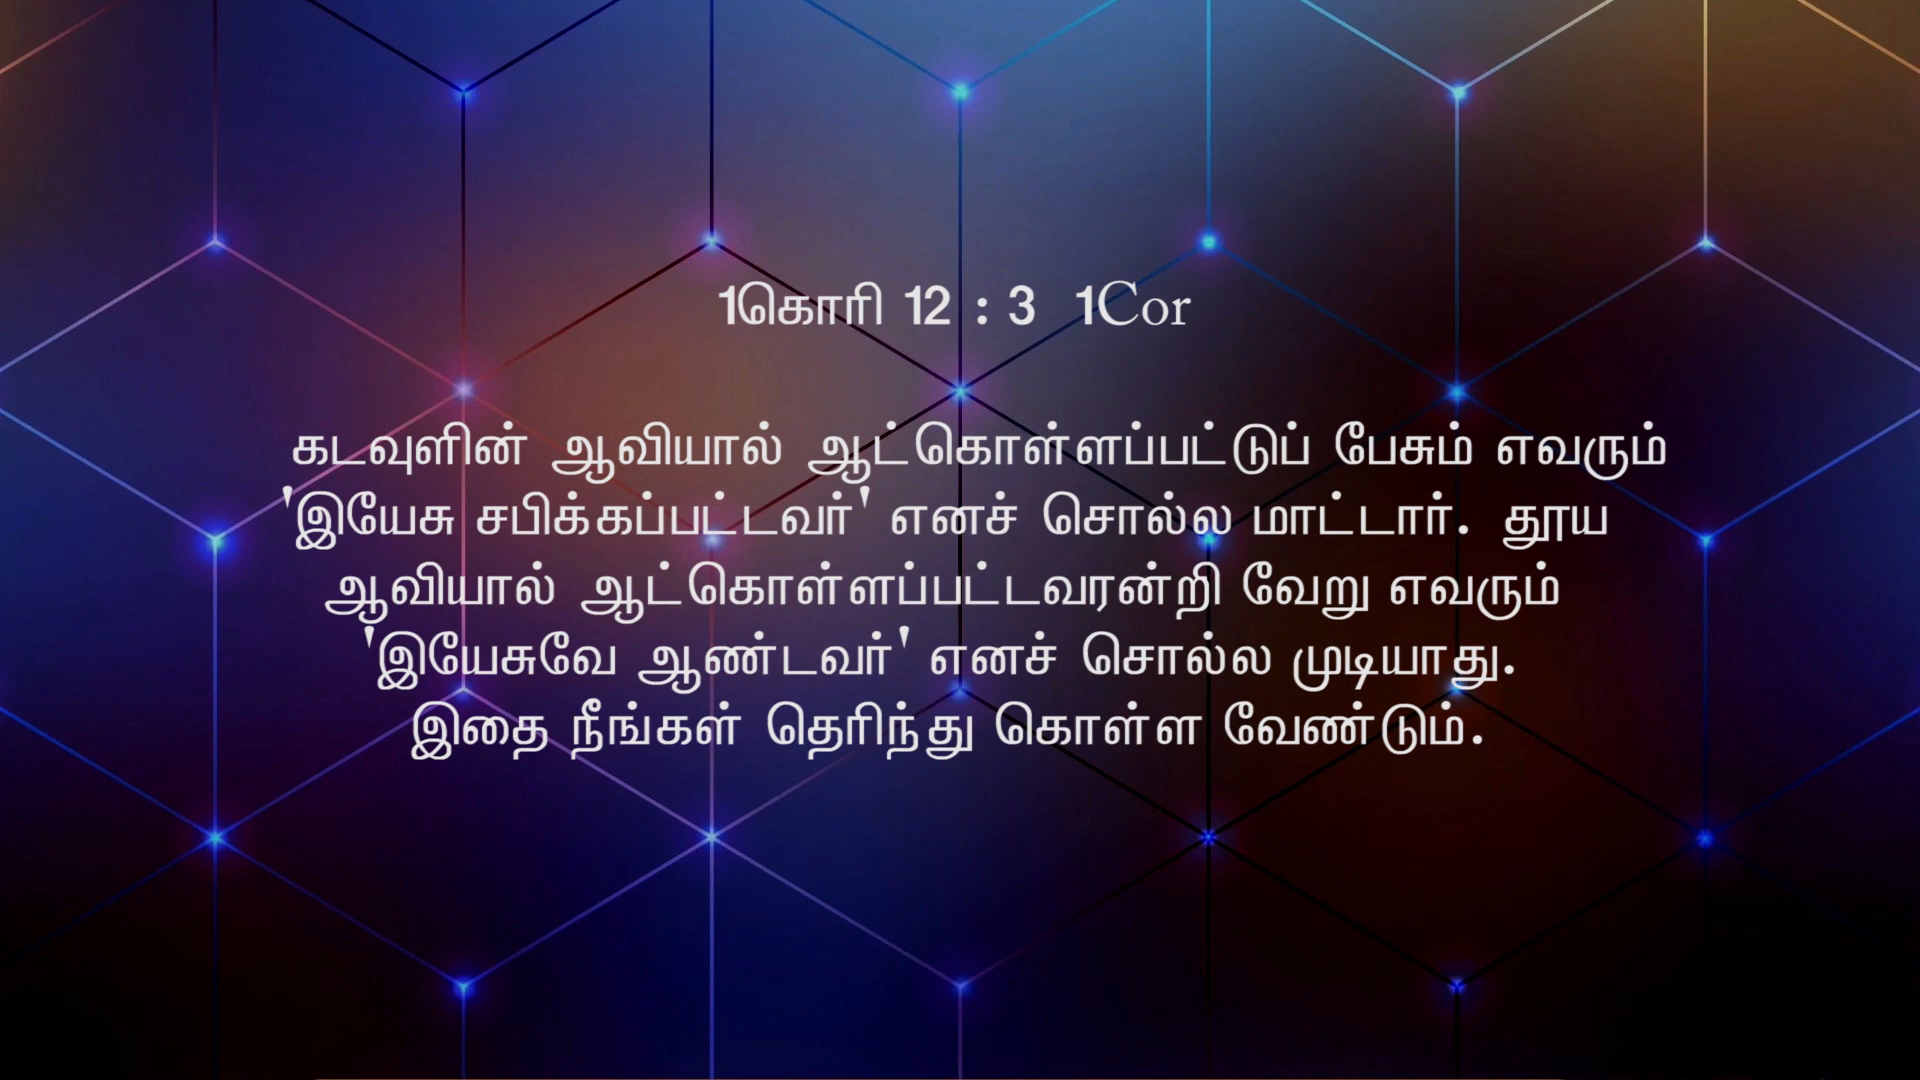 1கொரி 12 : 3 1Cor
கடவுளின் ஆவியால் ஆட்கொள்ளப்பட்டுப் பேசும் எவரும்
'இயேசு சபிக்கப்பட்டவர்' எனச் சொல்ல மாட்டார். தூய
ஆவியால் ஆட்கொள்ளப்பட்டவரன்றி வேறு எவரும்
'இயேசுவே ஆண்டவர்' எனச் சொல்ல முடியாது.
இதை நீங்கள் தெரிந்து கொள்ள வேண்டும்.